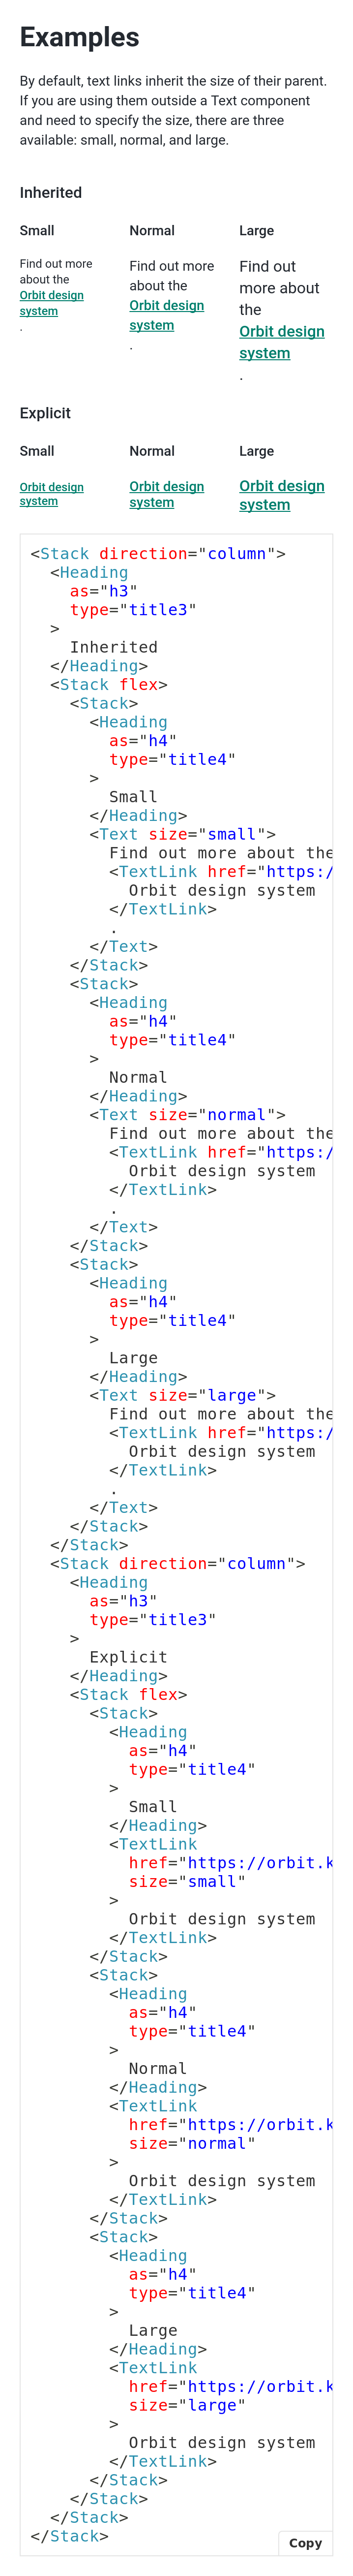 Examples
By default, text links inherit the size of their parent.
If you are using them outside a Text component
and need to specify the size, there are three
available: small, normal, and large.
Inherited
Small
Find out more
about the
Orbit design
system
.
Normal
Find out more
about the
Orbit design
system
.
Large
Find out
more about
the
Orbit design
system
.
Explicit
Small
Orbit design
system
Normal
Orbit design
system
Large
Orbit design
system
<Stack direction="column">
  <Heading
    as="h3"
    type="title3"
  >
    Inherited
  </Heading>
  <Stack flex>
    <Stack>
      <Heading
        as="h4"
        type="title4"
      >
        Small
      </Heading>
      <Text size="small">
        Find out more about the
        <TextLink href="https:/
          Orbit design system
        </TextLink>
        .
      </Text>
    </Stack>
    <Stack>
      <Heading
        as="h4"
        type="title4"
      >
        Normal
      </Heading>
      <Text size="normal">
        Find out more about the
        <TextLink href="https:/
          Orbit design system
        </TextLink>
        .
      </Text>
    </Stack>
    <Stack>
      <Heading
        as="h4"
        type="title4"
      >
        Large
      </Heading>
      <Text size="large">
        Find out more about the
        <TextLink href="https:/
          Orbit design system
        </TextLink>
        .
      </Text>
    </Stack>
  </Stack>
  <Stack direction="column">
    <Heading
      as="h3"
      type="title3"
    >
      Explicit
    </Heading>
    <Stack flex>
      <Stack>
        <Heading
          as="h4"
          type="title4"
        >
          Small
        </Heading>
        <TextLink
          href="https://orbit.k
          size="small"
        >
          Orbit design system
        </TextLink>
      </Stack>
      <Stack>
        <Heading
          as="h4"
          type="title4"
        >
          Normal
        </Heading>
        <TextLink
          href="https://orbit.k
          size="normal"
        >
          Orbit design system
        </TextLink>
      </Stack>
      <Stack>
        <Heading
          as="h4"
          type="title4"
        >
          Large
        </Heading>
        <TextLink
          href="https://orbit.k
          size="large"
        >
          Orbit design system
        </TextLink>
      </Stack>
    </Stack>
  </Stack>
</Stack>
Copy